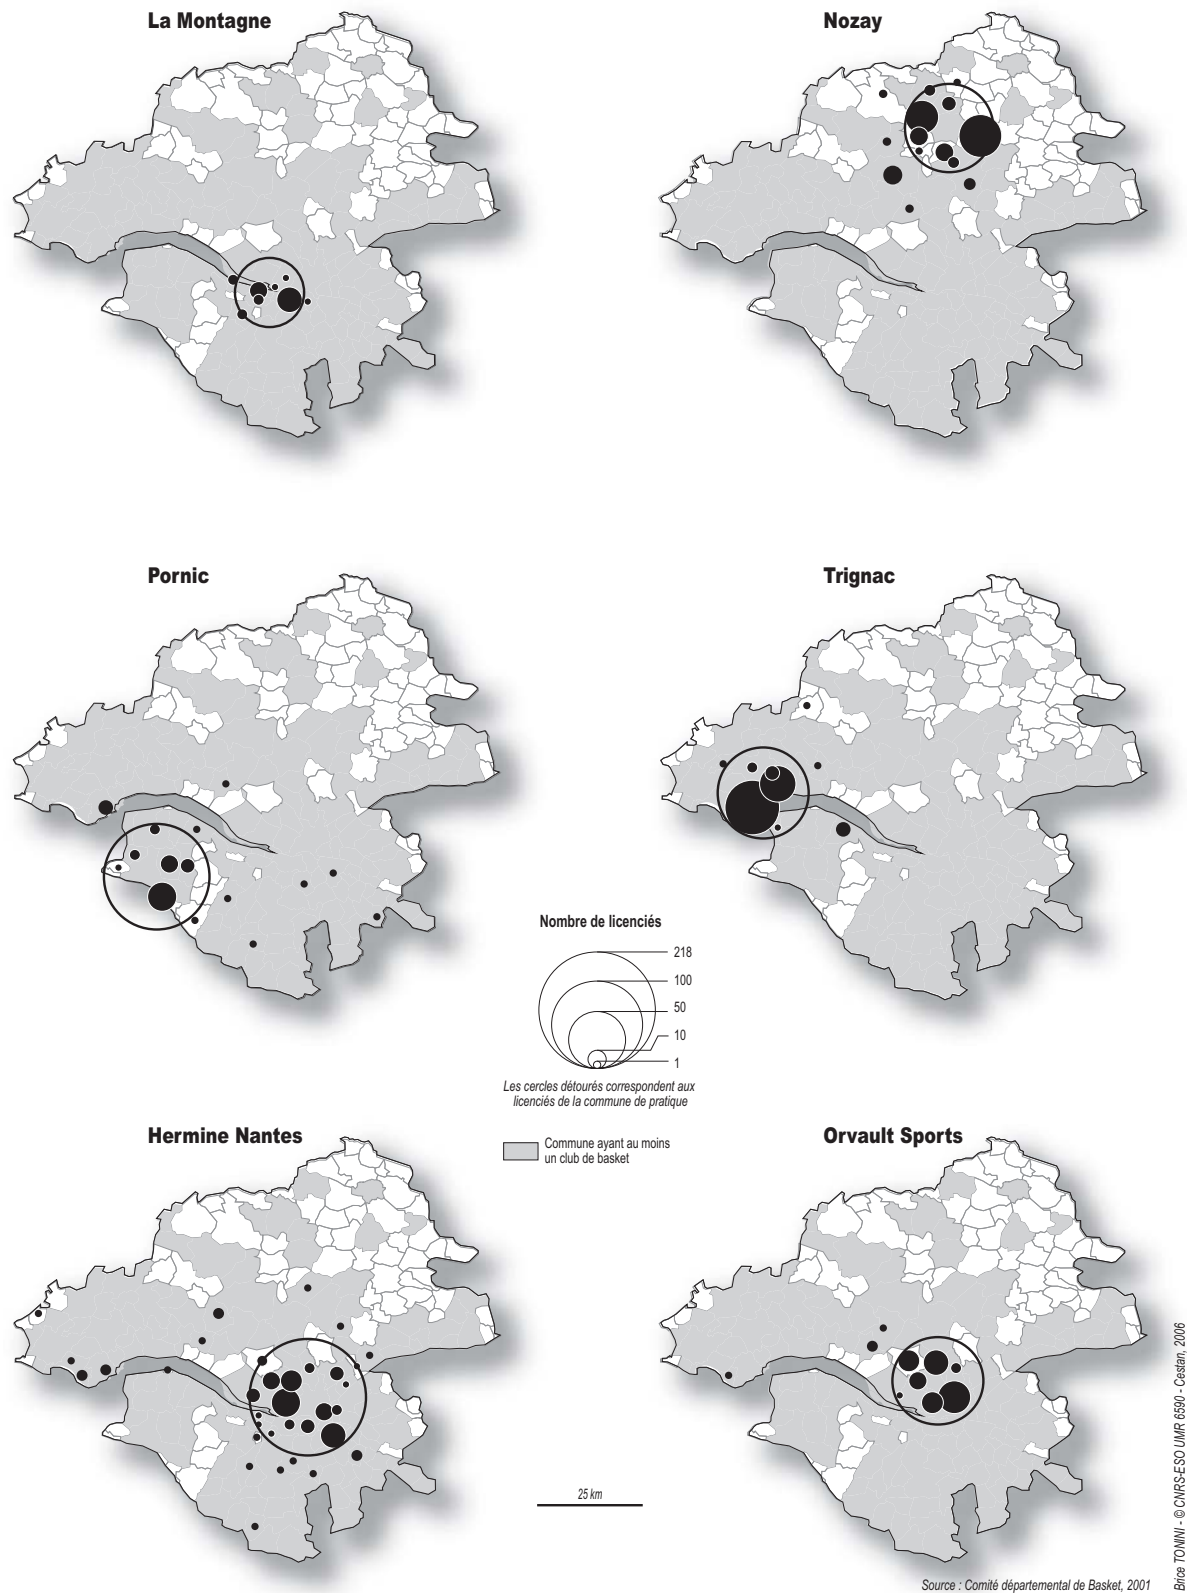 La Montagne
Nozay
Pornic
Trignac
Nombre de licenciés
218
100
50
10
1
Les cercles détourés correspondent aux
licenciés de la commune de pratique
Hermine Nantes
Orvault Sports
Commune ayant au moins
un club de basket
25 km
Brice TONINI - © CNRS-ESO UMR 6590 - Cestan, 2006
Source : Comité départemental de Basket, 2001